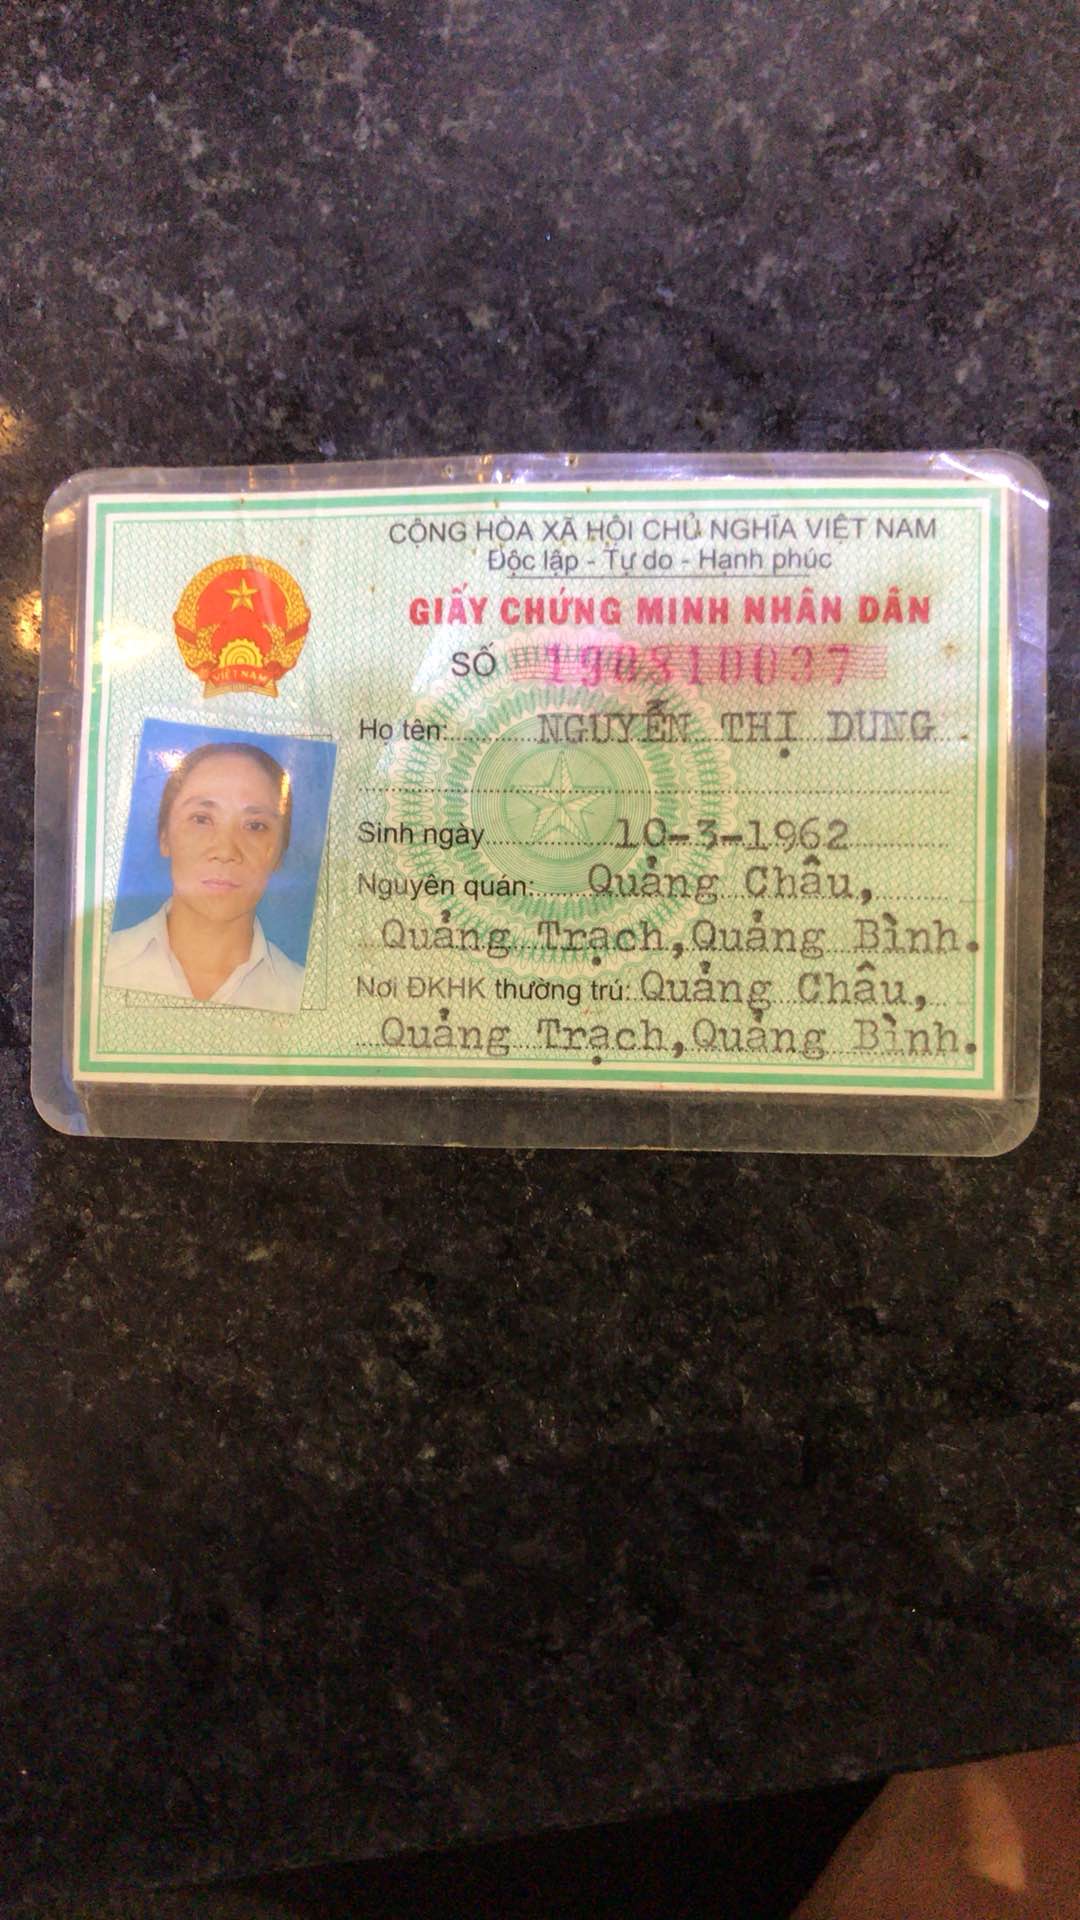 CỘNG HÒA XÃ HỘI CHỦ NGHĨA VIỆT NAM
Độc lập - Tự do - Hạnh phúc
GIẤY CHỨNG MINH NHÂN DÂN
SỐ
VIỆT NAM
Họ tên: NGUYỄN THỊ DUNG
Sinh ngày 10-3-1962
Nguyên quán: Quảng Châu,
Quảng Trạch, Quảng Bình.
Nơi ĐKHK thường trú: Quảng Châu,
Quảng Trạch, Quảng Bình.